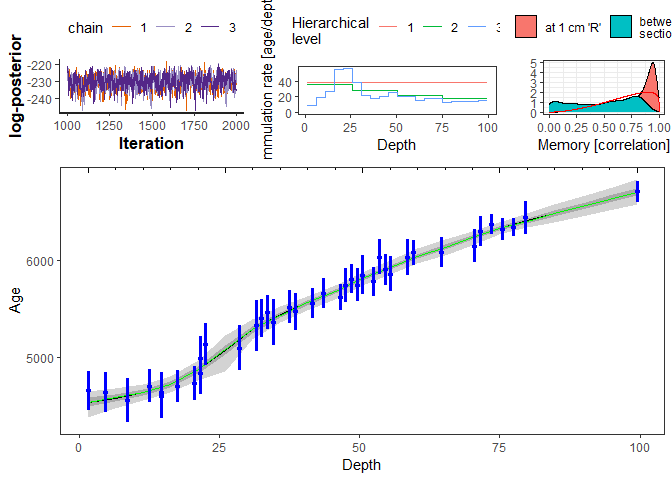 chain 1 2 3
log-posterior
-220
-230
-240
1000 1250 1500 1750 2000
Iteration
Hierarchical
level
1 2
mmulation rate [age/dept
40
20
0
0 25 50 75 100
Depth
at 1 cm 'R'
betwe
sectio
5
4
3
2
1
0
0.00 0.25 0.50 0.75 1.00
Memory [correlation]
Age
6000
5000
0 25 50 75 100
Depth